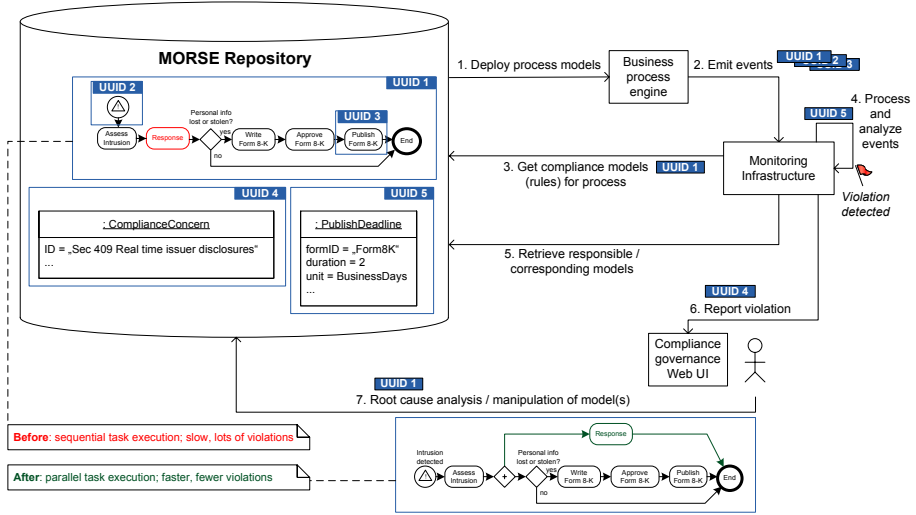 MORSE Repository
UUID 1
UUID 2
Personal info
lost or stolen?
UUID 3
Assess
Intrusion
Response
yes
no
Write
Form 8-K
Approve
Form 8-K
Publish
Form 8-K
End
UUID 4
: ComplianceConcern
ID = „Sec 409 Real time issuer disclosures“
...
UUID 5
: PublishDeadline
formID = „Form8K“
duration = 2
unit = BusinessDays
...
1. Deploy process models
Business
process
engine
2. Emit events
UUID 1
2
3
4. Process
and
analyze
events
UUID 5
3. Get compliance models
(rules) for process
UUID 1
Monitoring
Infrastructure
Violation
detected
5. Retrieve responsible /
corresponding models
UUID 4
6. Report violation
Compliance
governance
Web UI
UUID 1
7. Root cause analysis / manipulation of model(s)
Before: sequential task execution; slow, lots of violations
After: parallel task execution; faster, fewer violations
Intrusion
detected
Assess
Intrusion
+
Response
Personal info
lost or stolen?
yes
no
Write
Form 8-K
Approve
Form 8-K
Publish
Form 8-K
End